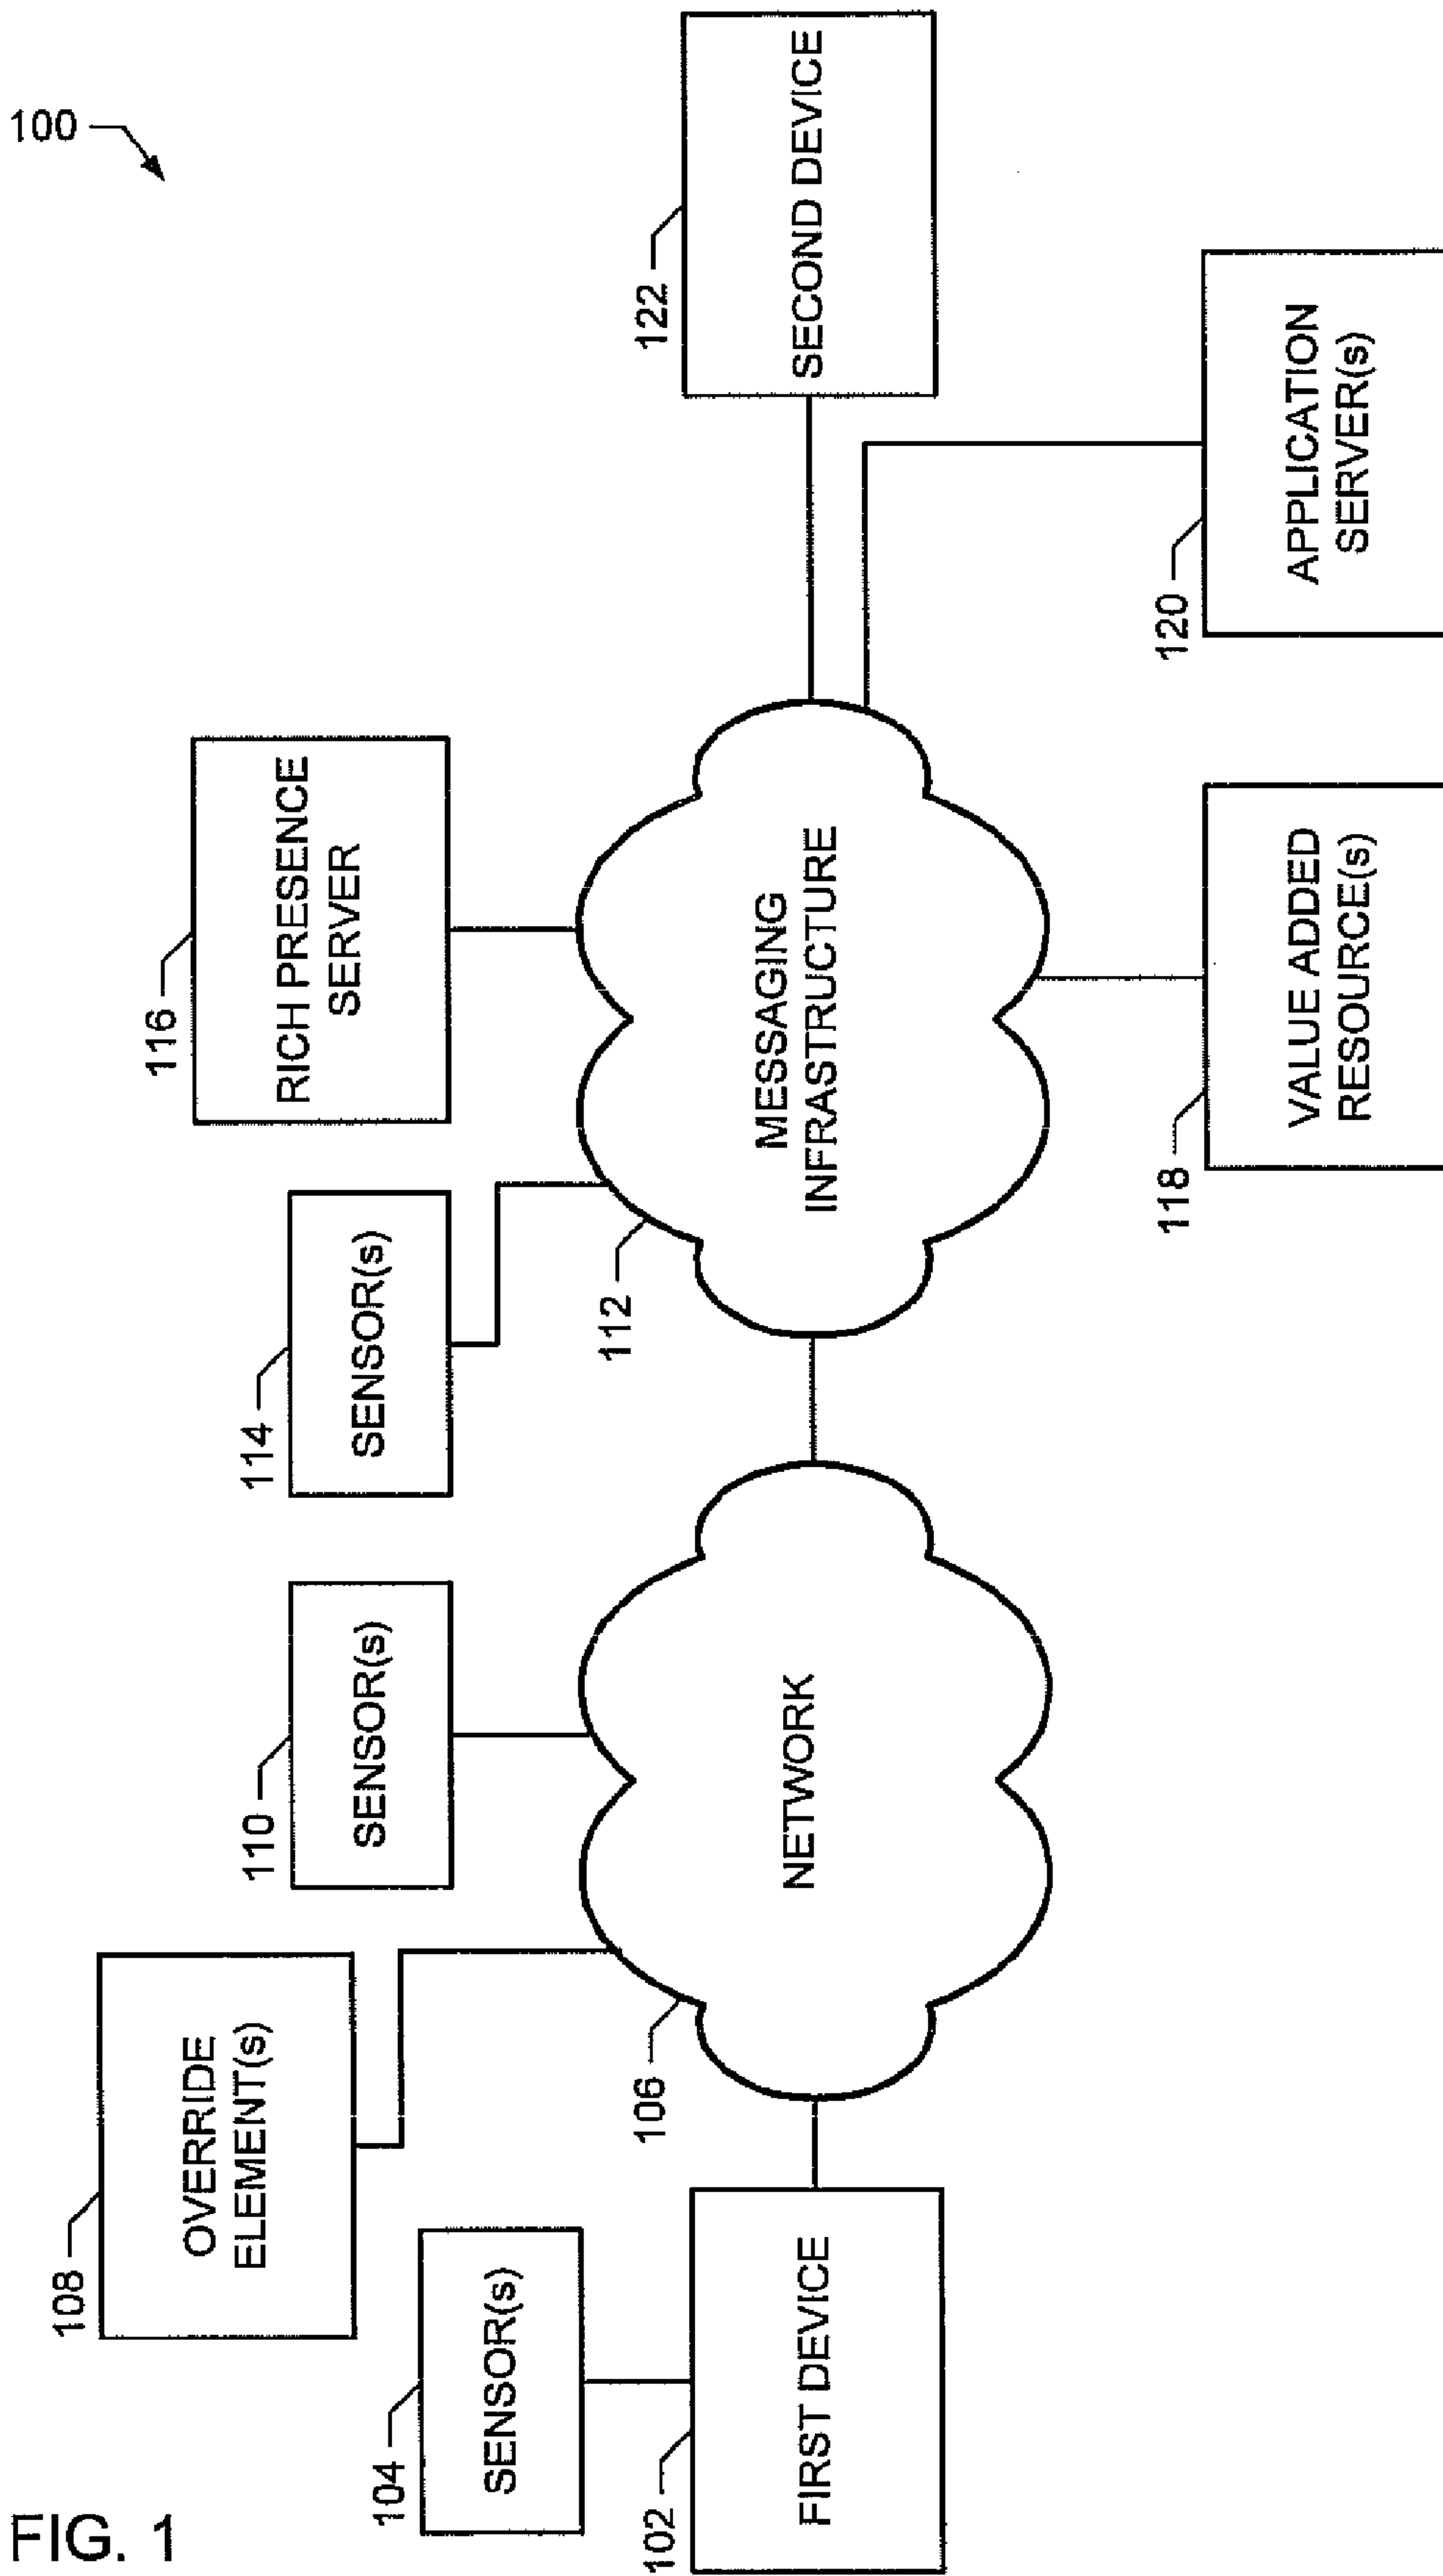 FIG. 1
100
108
OVERRIDE
ELEMENT(s)
104
SENSOR(s)
102
FIRST DEVICE
106
NETWORK
110
SENSOR(s)
114
SENSOR(s)
112
MESSAGING
INFRASTRUCTURE
116
RICH PRESENCE
SERVER
118
VALUE ADDED
RESOURCE(s)
120
APPLICATION
SERVER(s)
122
SECOND DEVICE